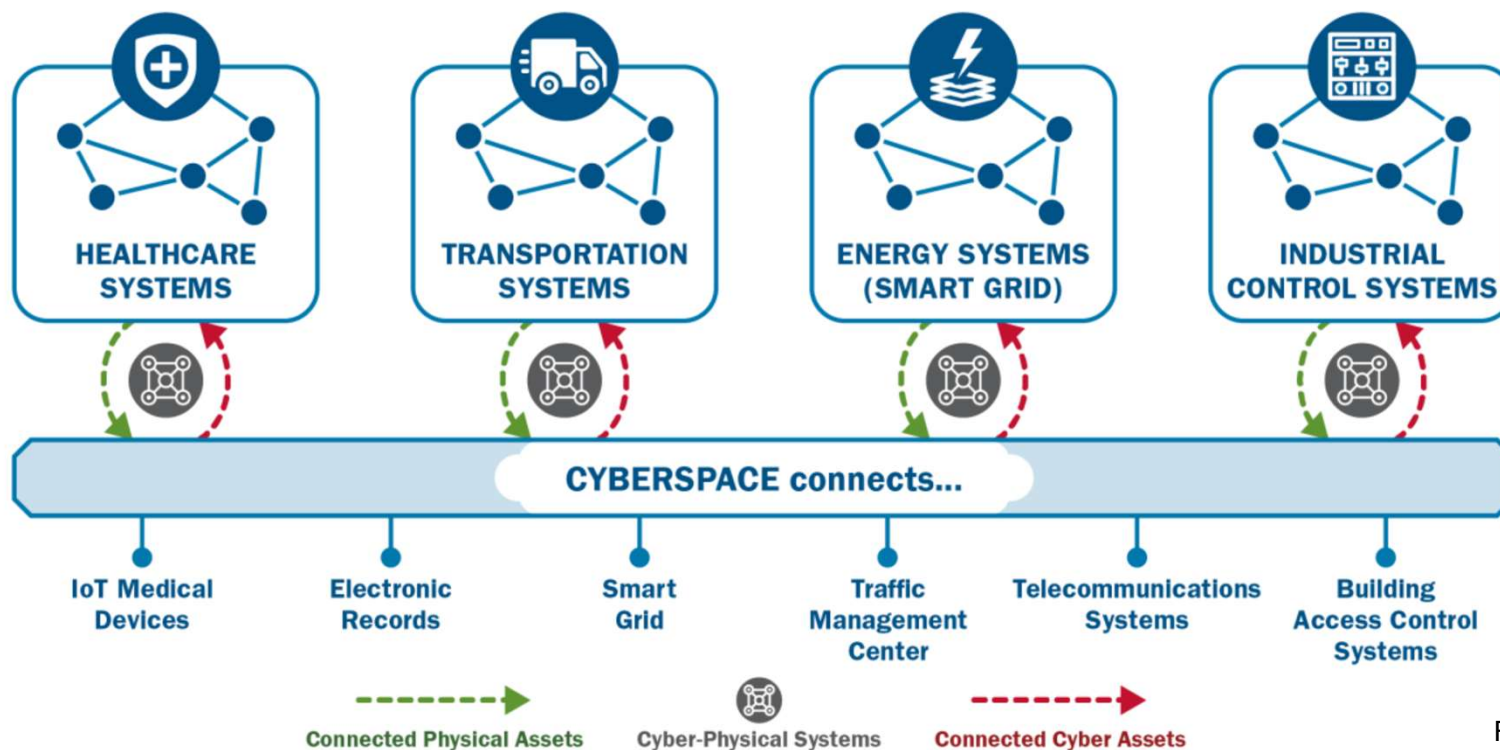 HEALTHCARE
SYSTEMS
TRANSPORTATION
SYSTEMS
ENERGY SYSTEMS
(SMART GRID)
INDUSTRIAL
CONTROL SYSTEMS
CYBERSPACE connects...
IoT Medical
Devices
Electronic
Records
Smart
Grid
Traffic
Management
Center
Telecommunications
Systems
Building
Access Control
Systems
Connected Physical Assets
Cyber-Physical Systems
Connected Cyber Assets